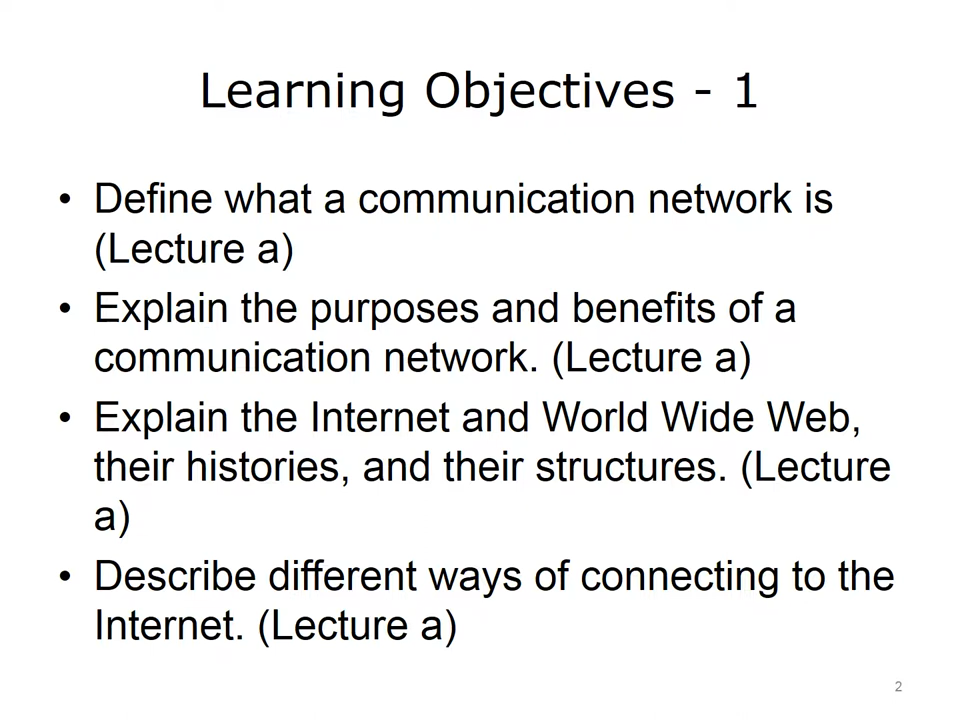 Learning Objectives - 1
• Define what a communication network is
(Lecture a)
• Explain the purposes and benefits of a
communication network. (Lecture a)
• Explain the Internet and World Wide Web,
their histories, and their structures. (Lecture
a)
• Describe different ways of connecting to the
Internet. (Lecture a)
2